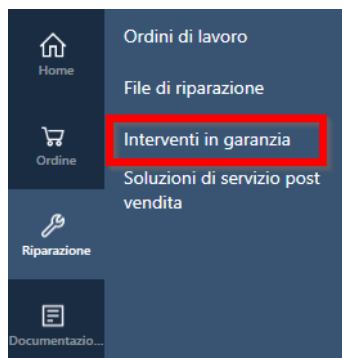 Home
Ordine
Riparazione
Documentazio...
Ordini di lavoro
File di riparazione
Interventi in garanzia
Soluzioni di servizio post
vendita